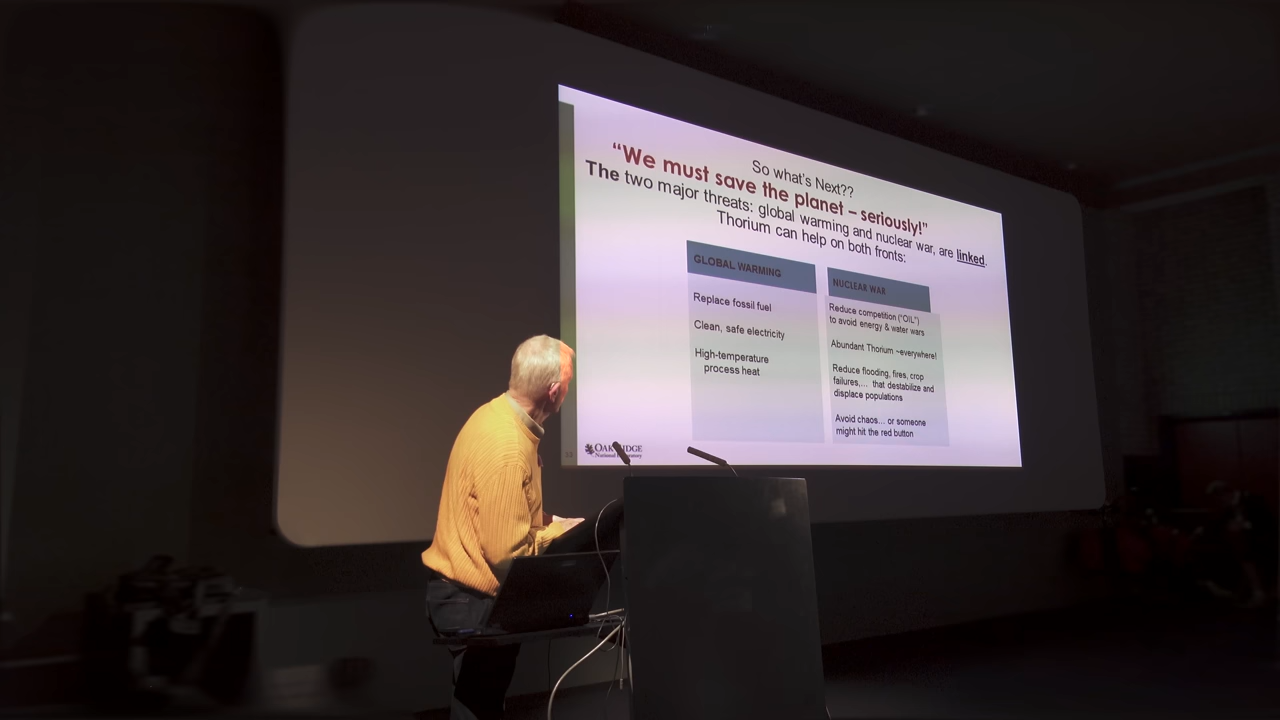 So what's Next??
“We must save the planet – seriously!”
The two major threats: global warming and nuclear war, are linked.
Thorium can help on both fronts:
GLOBAL WARMING
Replace fossil fuel
Clean, safe electricity
High-temperature
process heat
NUCLEAR WAR
Reduce competition (“OIL”)
to avoid energy & water wars
Abundant Thorium ~everywhere!
Reduce flooding, fires, crop
failures,… that destabilize and
displace populations
Avoid chaos… or someone
might hit the red button
OAK RIDGE
National Laboratory